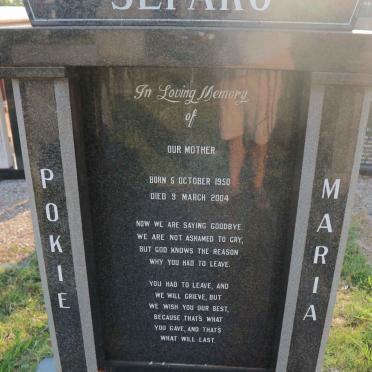 SEPARO
In Loving Memory
of
OUR MOTHER
BORN 5 OCTOBER 1950
DIED 9 MARCH 2004
NOW WE ARE SAYING GOODBYE.
WE ARE NOT ASHAMED TO CRY,
BUT GOD KNOWS THE REASON
WHY YOU HAD TO LEAVE.
YOU HAD TO LEAVE, AND
WE WILL GRIEVE, BUT
WE WISH YOU OUR BEST,
BECAUSE THAT'S WHAT
YOU GAVE, AND THAT'S
WHAT WILL LAST.
POKIE
MARIA